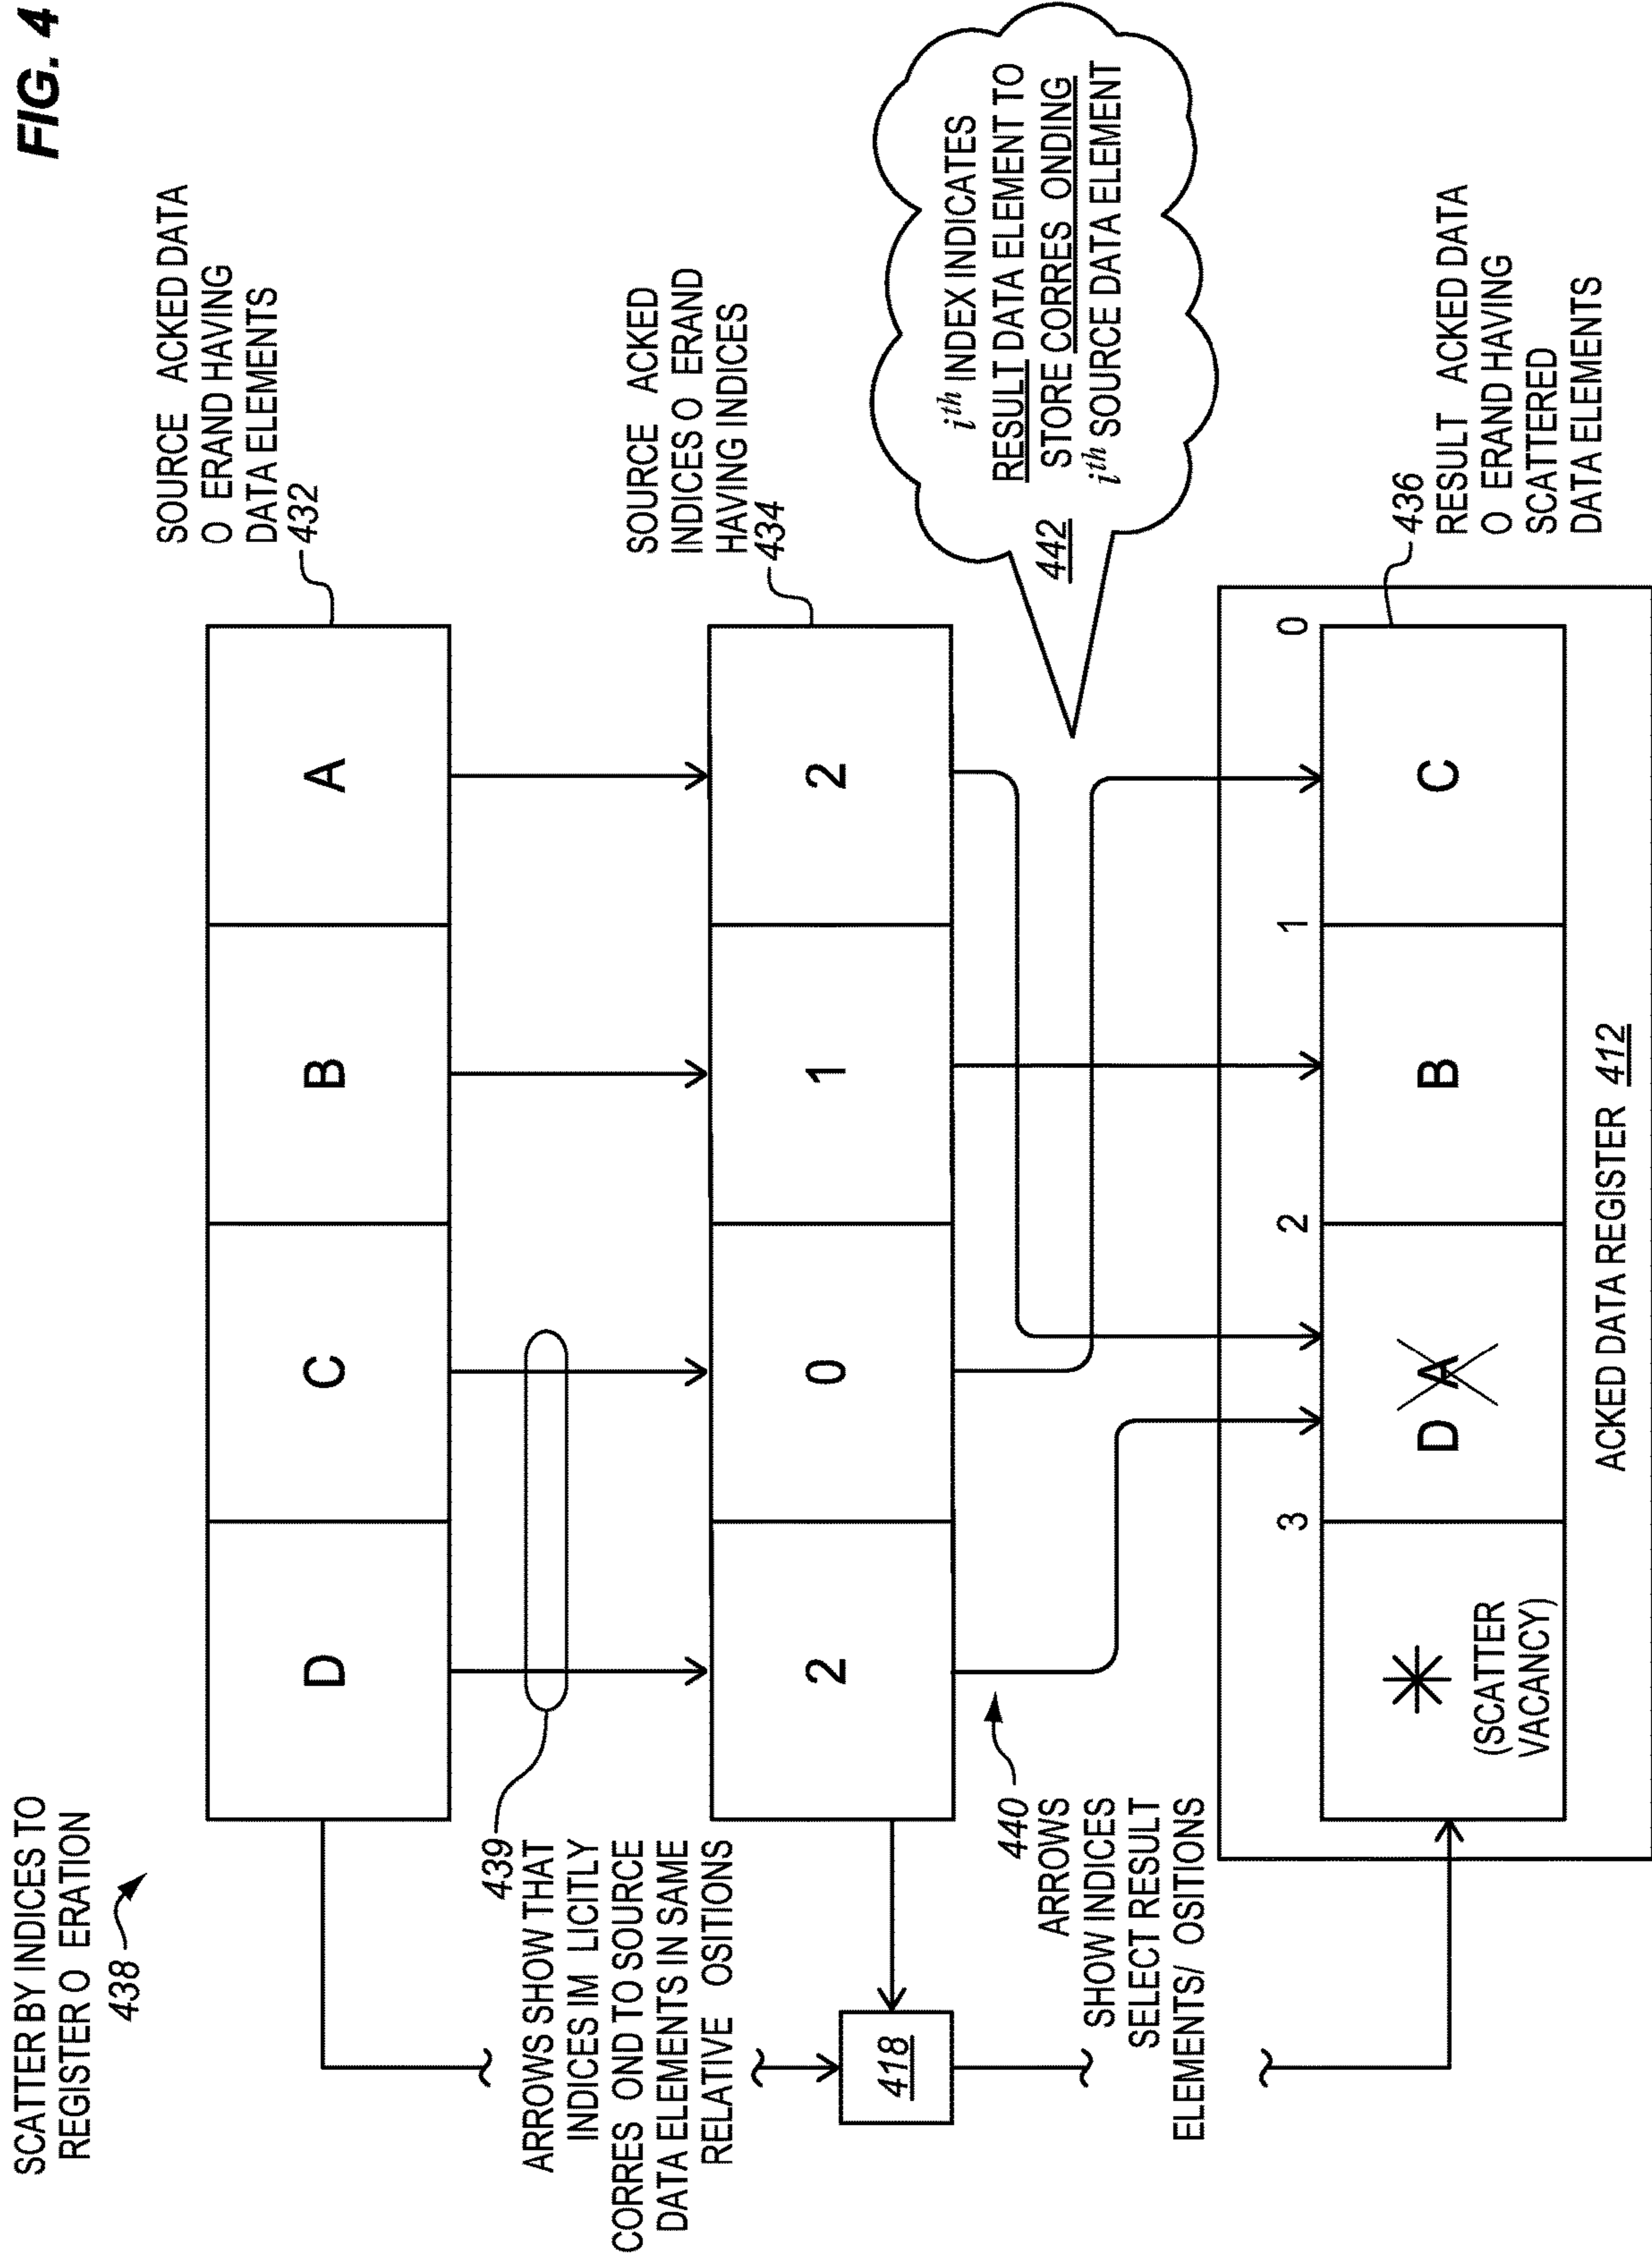 FIG. 4
SCATTER BY INDICES TO
REGISTER O ERATION
438
SOURCE ACKED DATA
O ERAND HAVING
DATA ELEMENTS
432
D
C
B
A
439
ARROWS SHOW THAT
INDICES IM LICITLY
CORRES OND TO SOURCE
DATA ELEMENTS IN SAME
RELATIVE OSITIONS
SOURCE ACKED
INDICES O ERAND
HAVING INDICES
434
2
0
1
2
418
440
ARROWS
SHOW INDICES
SELECT RESULT
ELEMENTS/ OSITIONS
442
ith INDEX INDICATES
RESULT DATA ELEMENT TO
STORE CORRES ONDING
ith SOURCE DATA ELEMENT
3
2
1
0
*
(SCATTER
VACANCY)
D A
B
C
436
RESULT ACKED DATA
O ERAND HAVING
SCATTERED
DATA ELEMENTS
ACKED DATA REGISTER 412